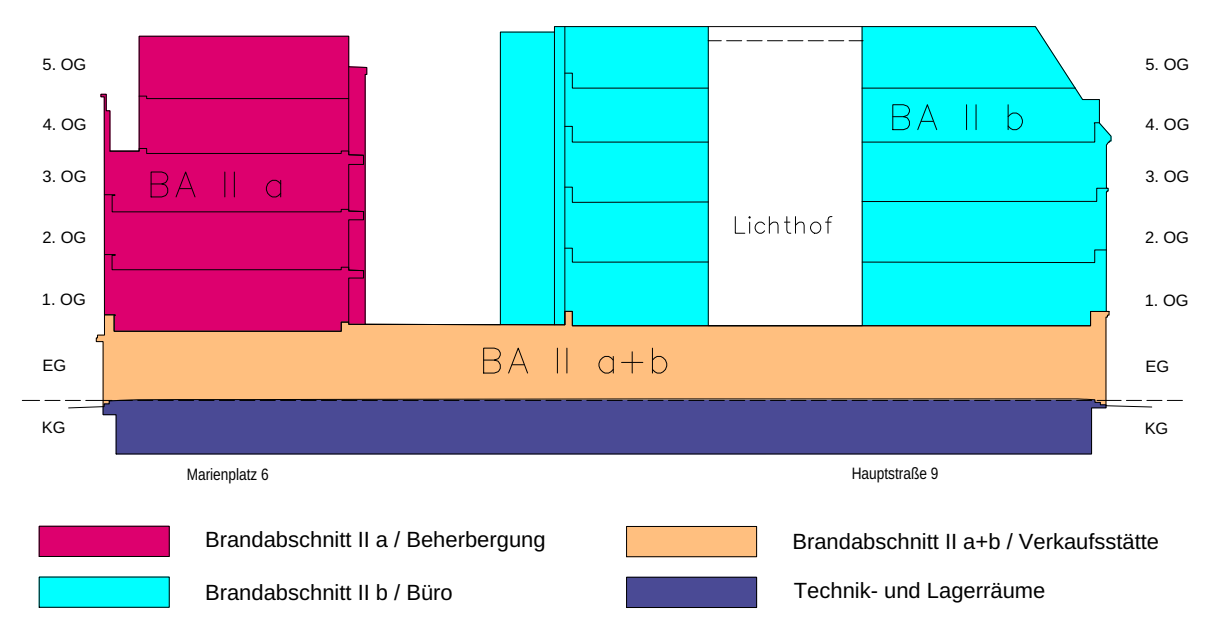 5. OG
5. OG
4. OG
BA II b
4. OG
3. OG
BA II a
3. OG
2. OG
Lichthof
2. OG
1. OG
1. OG
EG
BA II a+b
EG
KG
KG
Marienplatz 6
Hauptstraße 9
Brandabschnitt II a / Beherbergung
Brandabschnitt II a+b / Verkaufsstätte
Brandabschnitt II b / Büro
Technik- und Lagerräume